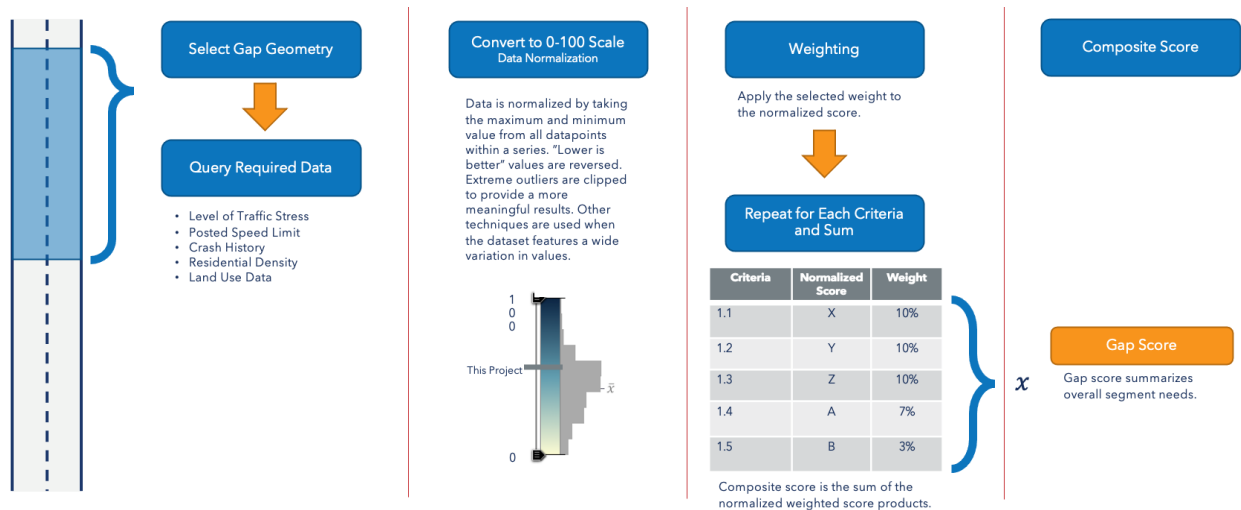 Select Gap Geometry
Query Required Data
• Level of Traffic Stress
• Posted Speed Limit
• Crash History
• Residential Density
• Land Use Data
Convert to 0-100 Scale
Data Normalization
Data is normalized by taking
the maximum and minimum
value from all datapoints
within a series. "Lower is
better" values are reversed.
Extreme outliers are clipped
to provide a more
meaningful results. Other
techniques are used when
the dataset features a wide
variation in values.
1
0
0
This Project
x̄
0
Weighting
Apply the selected weight to
the normalized score.
Repeat for Each Criteria
and Sum
Criteria Normalized Weight
Score
1.1 X 10%
1.2 Y 10%
1.3 Z 10%
1.4 A 7%
1.5 B 3%
Composite score is the sum of the
normalized weighted score products.
x
Composite Score
Gap Score
Gap score summarizes
overall segment needs.